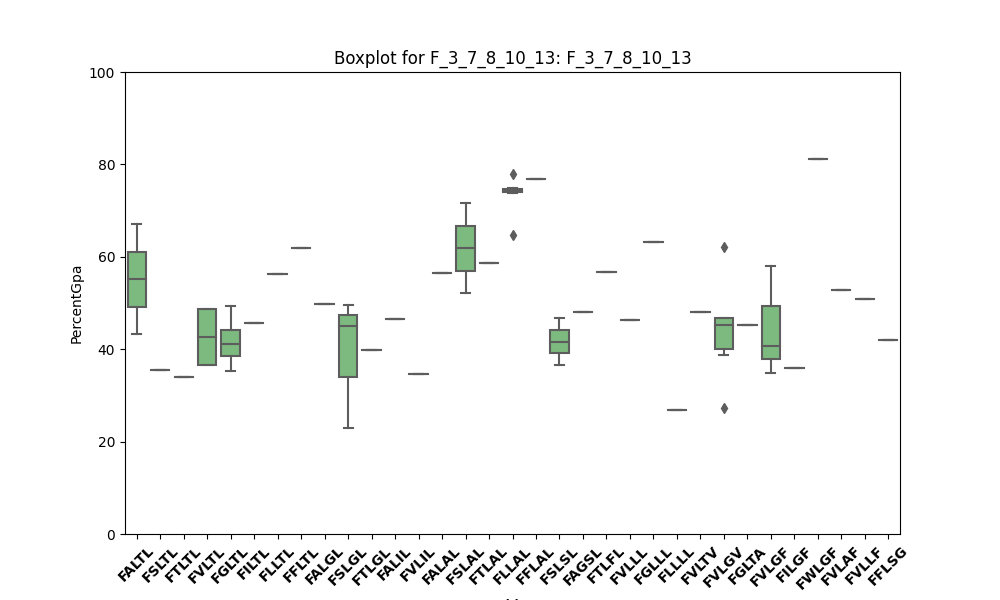 Boxplot for F_3_7_8_10_13: F_3_7_8_10_13
PercentGpa
100
80
60
40
20
0
FALTL
FSLTL
FTLTL
FVLTL
FGLTL
FILTL
FLLTL
FFLTL
FALGL
FSLGL
FTLGL
FALIL
FVLIL
FALAL
FSLAL
FTLAL
FLLAL
FFLAL
FSLSL
FAGSL
FTLFL
FVLLL
FGLLL
FLLLL
FVLTV
FVLGV
FGLTA
FVLGF
FILGF
FWLGF
FVLAF
FVLLF
FFLSG